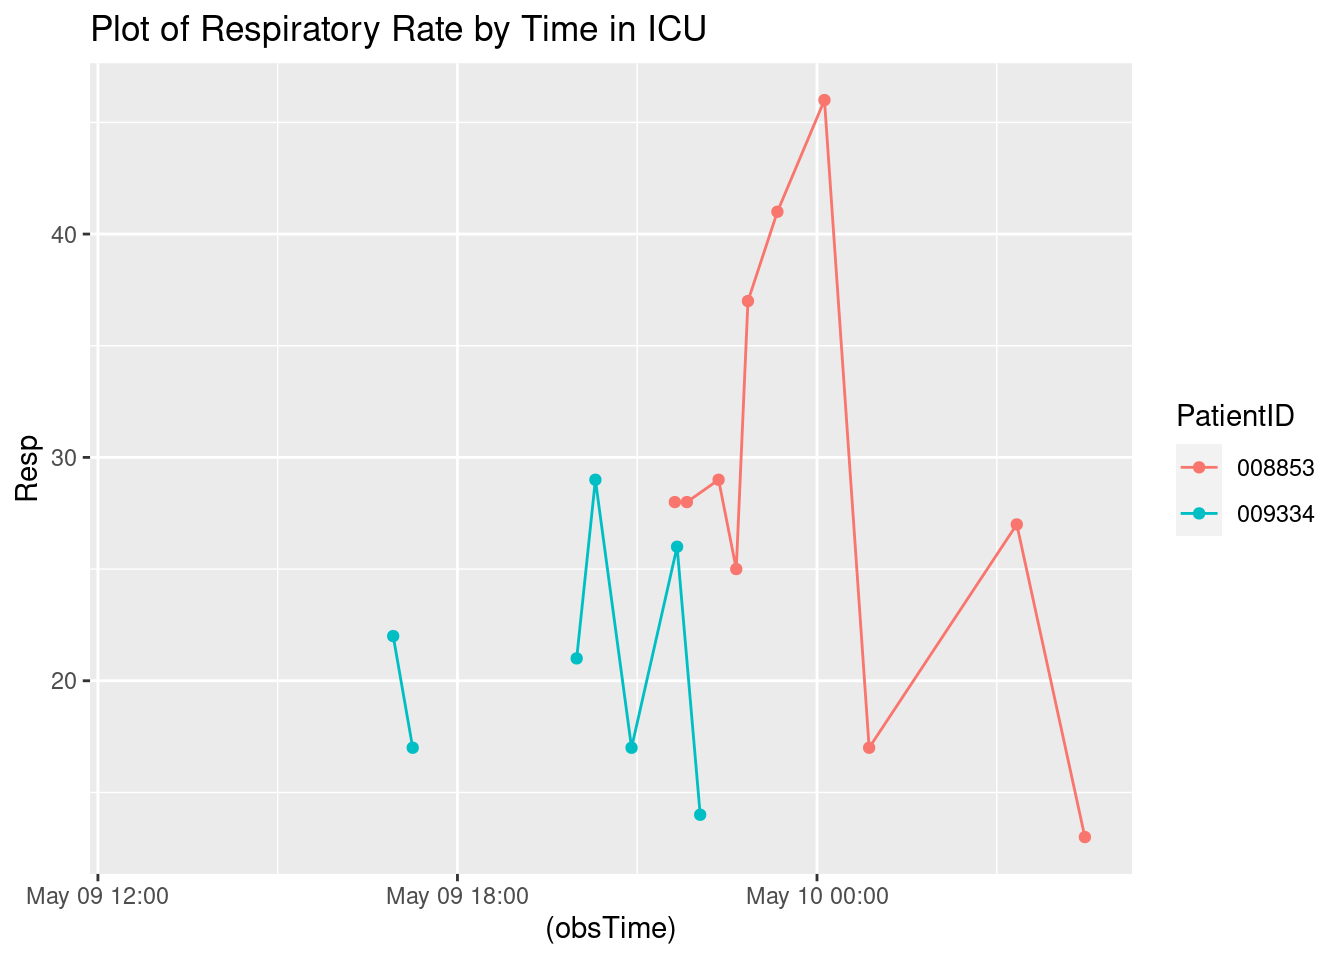 Plot of Respiratory Rate by Time in ICU
Resp
40
30
20
May 09 12:00
May 09 18:00
May 10 00:00
(obsTime)
PatientID
008853
009334